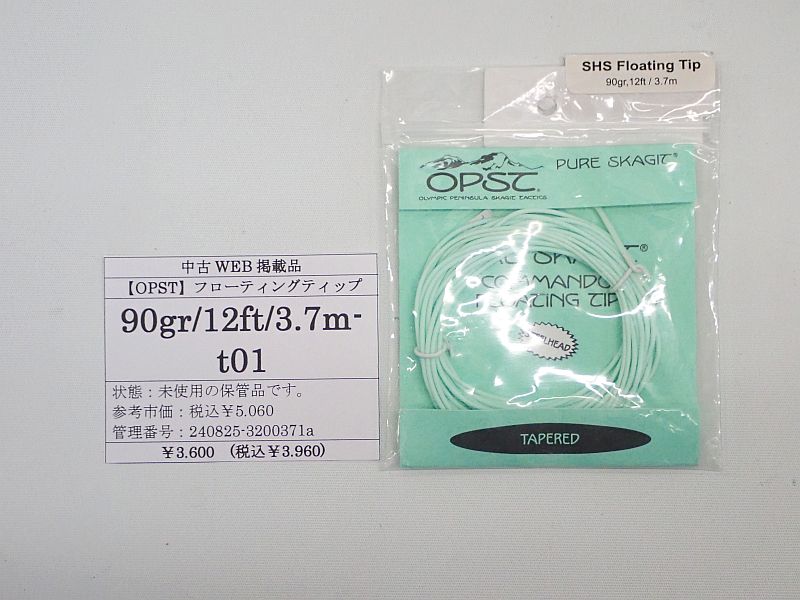 中古WEB掲載品
【OPST】フローティングティップ
90gr/12ft/3.7m-
t01
状態：未使用の保管品です。
参考市価：税込￥5.060
管理番号：240825-3200371a
￥3.600 (税込￥3.960)
SHS Floating Tip
90gr,12ft / 3.7m
PURE SKAGIT®
OPST®
OLYMPIC PENINSULA SKAGIT TACTICS
COMMANDO
FLOATING TIP
TAPERED